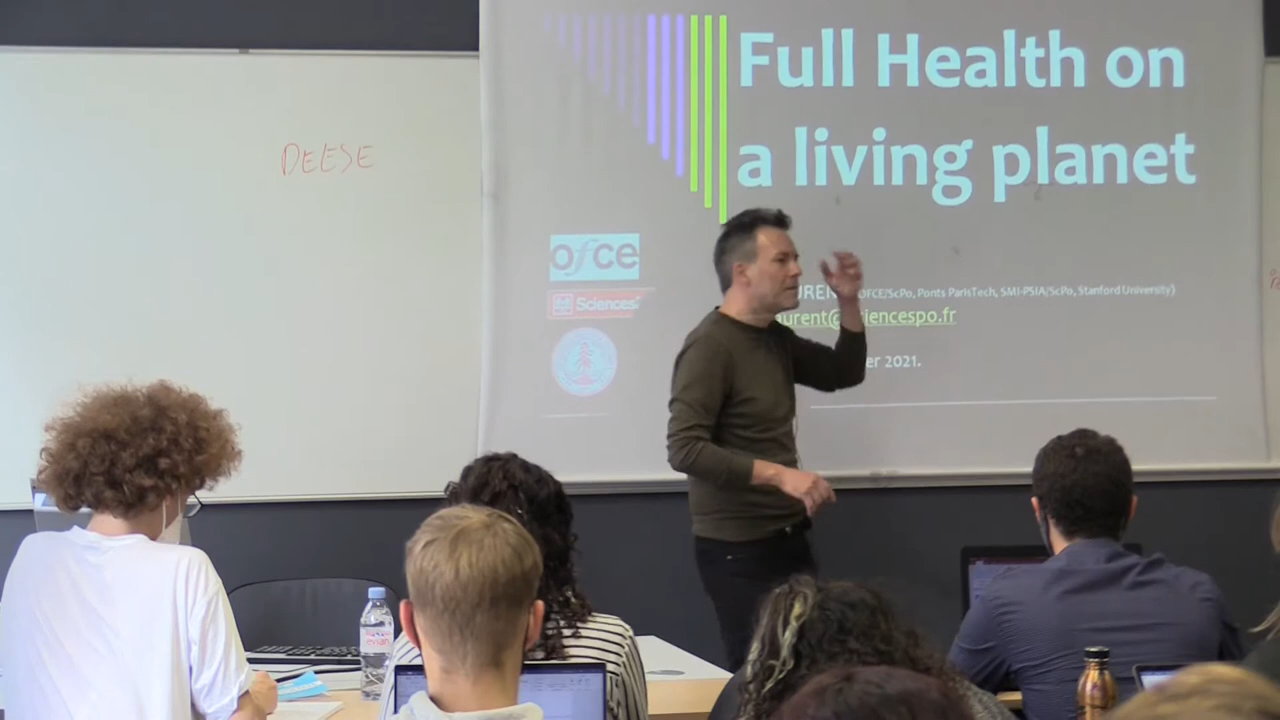 DEESE
Full Health on
a living planet
ofce
Sciences
OFCE/ScPo, Ponts ParisTech, SMI-PSIA/ScPo, Stanford University)
urent@sciencespo.fr
er 2021.
evian